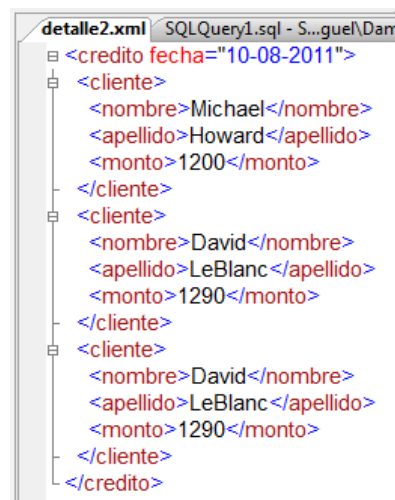 detalle2.xml SQLQuery1.sql - S...guel\Dam
<credito fecha="10-08-2011">
<cliente>
<nombre>Michael</nombre>
<apellido>Howard</apellido>
<monto>1200</monto>
</cliente>
<cliente>
<nombre>David</nombre>
<apellido>LeBlanc</apellido>
<monto>1290</monto>
</cliente>
<cliente>
<nombre>David</nombre>
<apellido>LeBlanc</apellido>
<monto>1290</monto>
</cliente>
</credito>